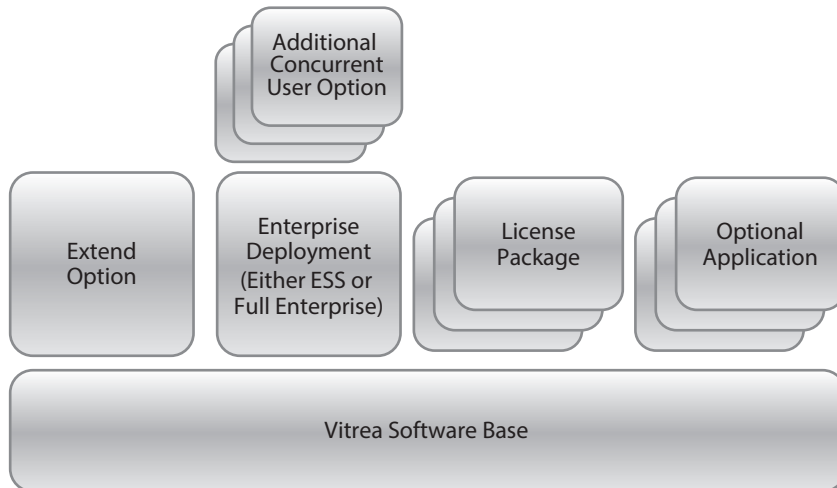 Additional
Concurrent
User Option
Extend
Option
Enterprise
Deployment
(Either ESS or
Full Enterprise)
License
Package
Optional
Application
Vitrea Software Base